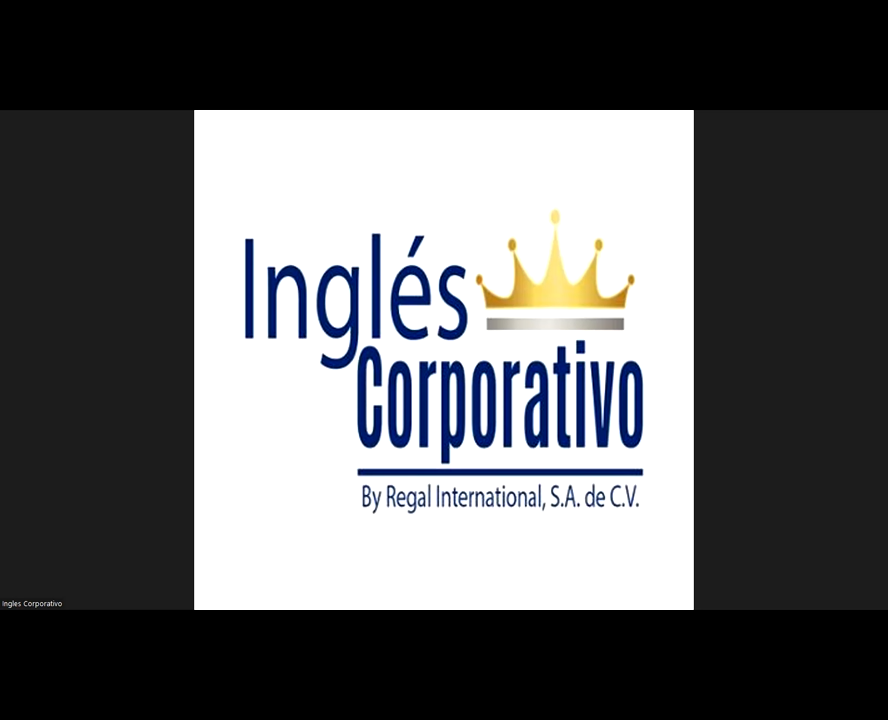 Inglés
Corporativo
By Regal International, S.A. de C.V.
Ingles Corporativo